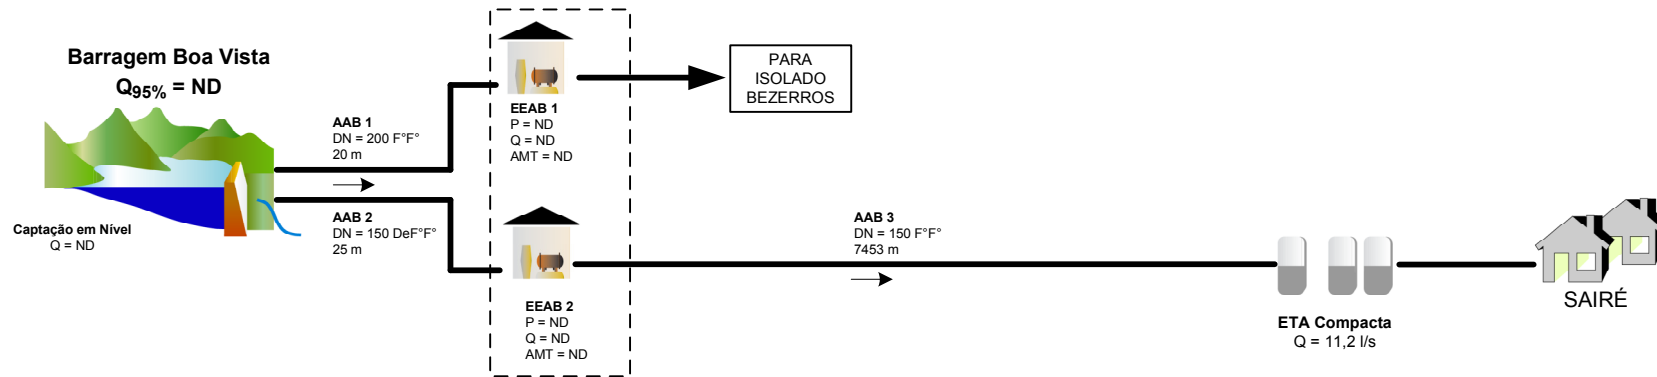 Barragem Boa Vista
Q95% = ND
Captação em Nível
Q = ND
AAB 1
DN = 200 F°F°
20 m
AAB 2
DN = 150 DeF°F°
25 m
EEAB 1
P = ND
Q = ND
AMT = ND
PARA
ISOLADO
BEZERROS
EEAB 2
P = ND
Q = ND
AMT = ND
AAB 3
DN = 150 F°F°
7453 m
ETA Compacta
Q = 11,2 l/s
SAIRÉ